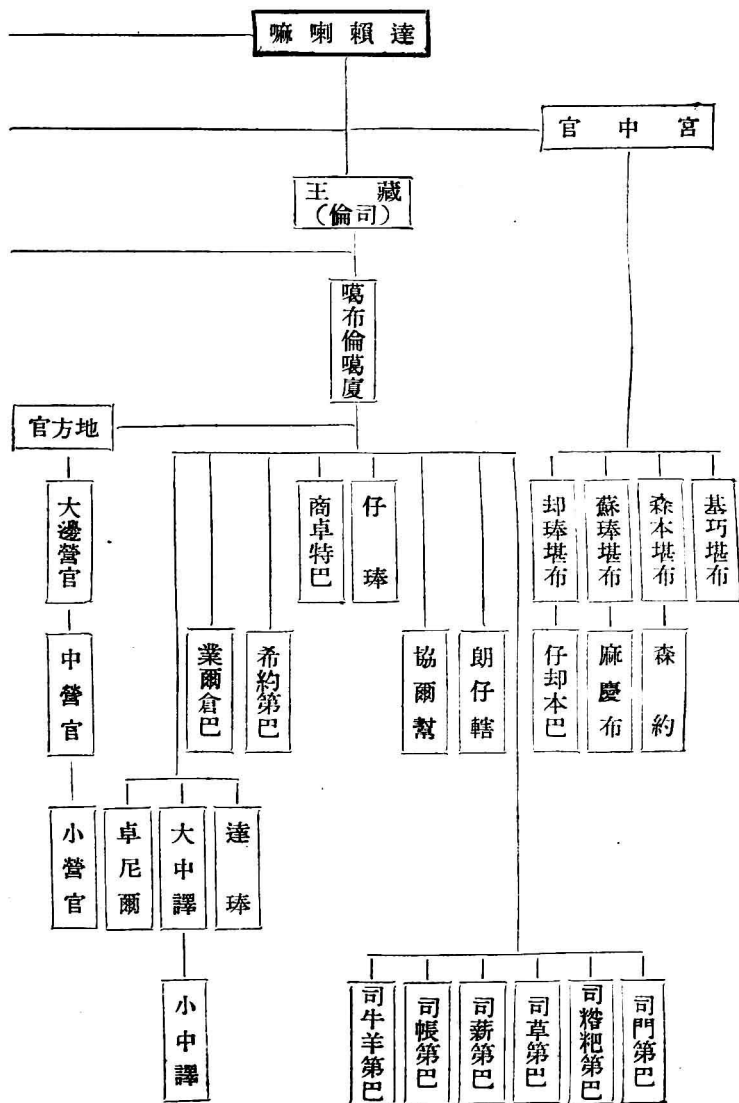 達賴喇嘛
宮中官
藏王
（司倫）
噶布倫噶廈
地方官
基巧堪布
森本堪布
蘇琫堪布
却琫堪布
仔琫
商卓特巴
大邊營官
森約
麻慶布
仔却本巴
朗仔轄
協爾幫
希約第巴
業爾倉巴
中營官
達琫
大中譯
卓尼爾
小營官
司門第巴
司糌粑第巴
司草第巴
司薪第巴
司帳第巴
司牛羊第巴
小中譯